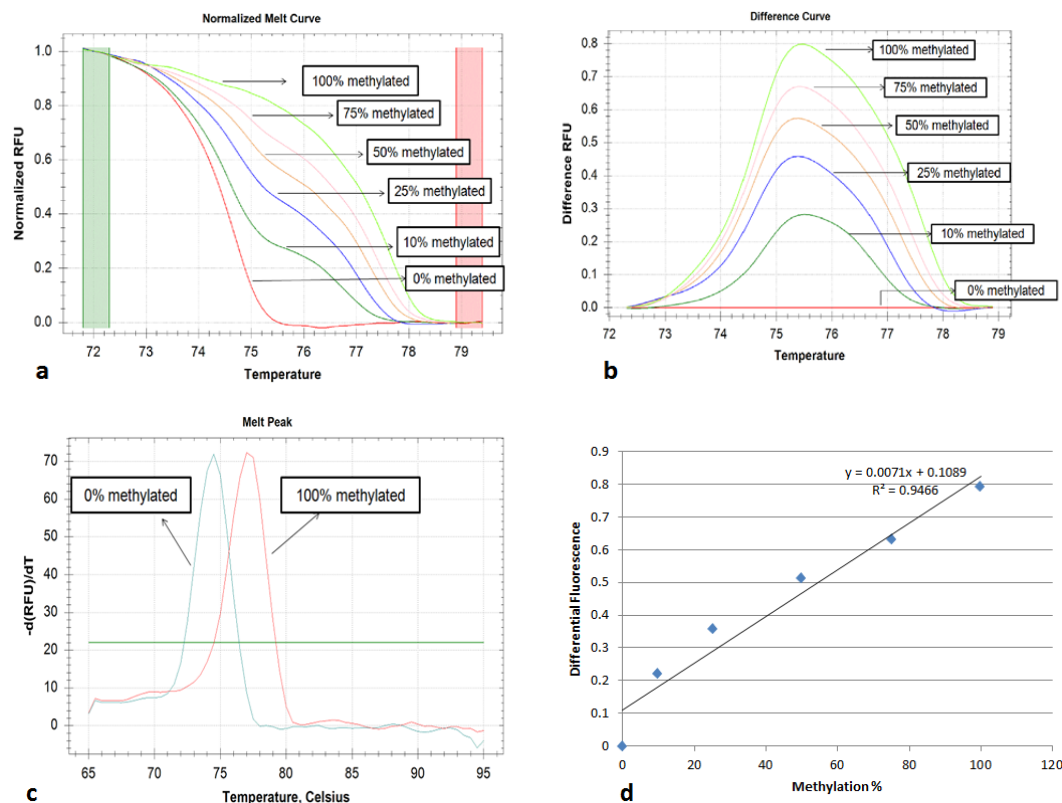 Normalized Melt Curve
Normalized RFU
1.0
0.8
0.6
0.4
0.2
0.0
100% methylated
75% methylated
50% methylated
25% methylated
10% methylated
0% methylated
72 73 74 75 76 77 78 79
Temperature
a
Difference Curve
Difference RFU
0.8
0.7
0.6
0.5
0.4
0.3
0.2
0.1
0.0
100% methylated
75% methylated
50% methylated
25% methylated
10% methylated
0% methylated
72 73 74 75 76 77 78 79
Temperature
b
Melt Peak
-d(RFU)/dT
70
60
50
40
30
20
10
0
0% methylated
100% methylated
65 70 75 80 85 90 95
Temperature, Celsius
c
Differential Fluorescence
0.9
0.8
0.7
0.6
0.5
0.4
0.3
0.2
0.1
0
y = 0.0071x + 0.1089
R² = 0.9466
0 20 40 60 80 100 120
Methylation %
d